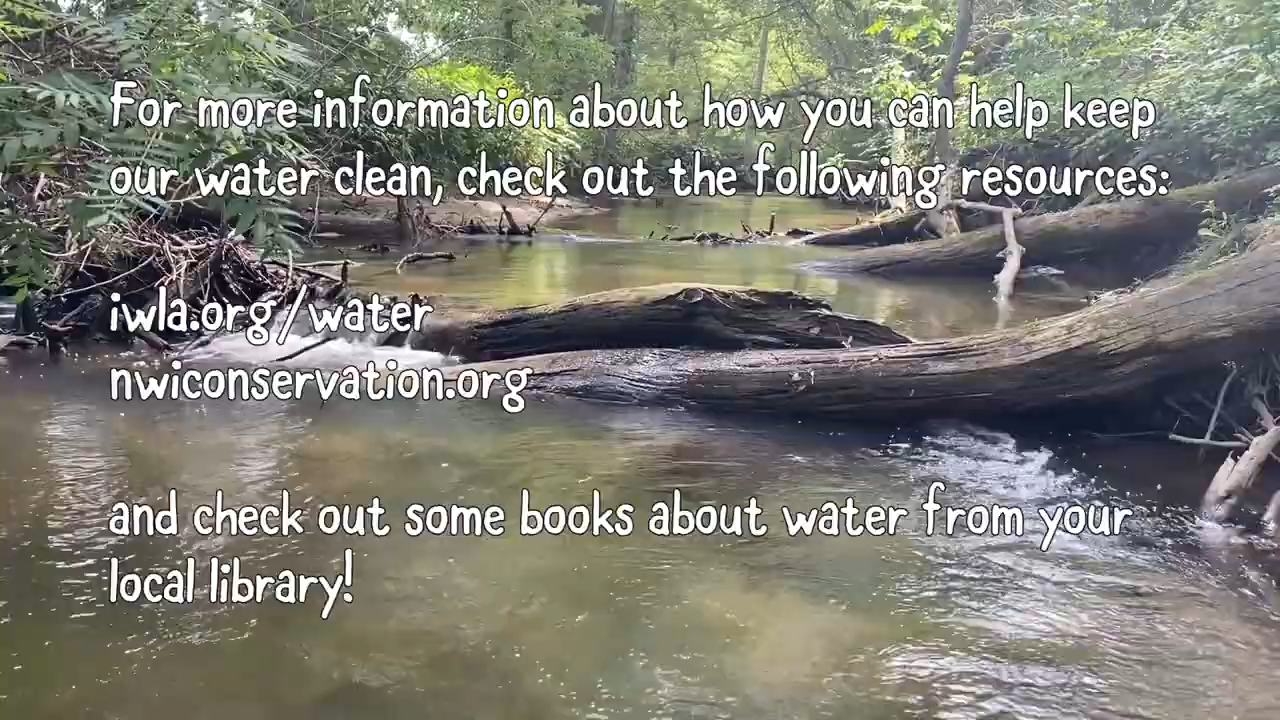 For more information about how you can help keep
our water clean, check out the following resources:
iwla.org/water
nwiconservation.org
and check out some books about water from your
local library!